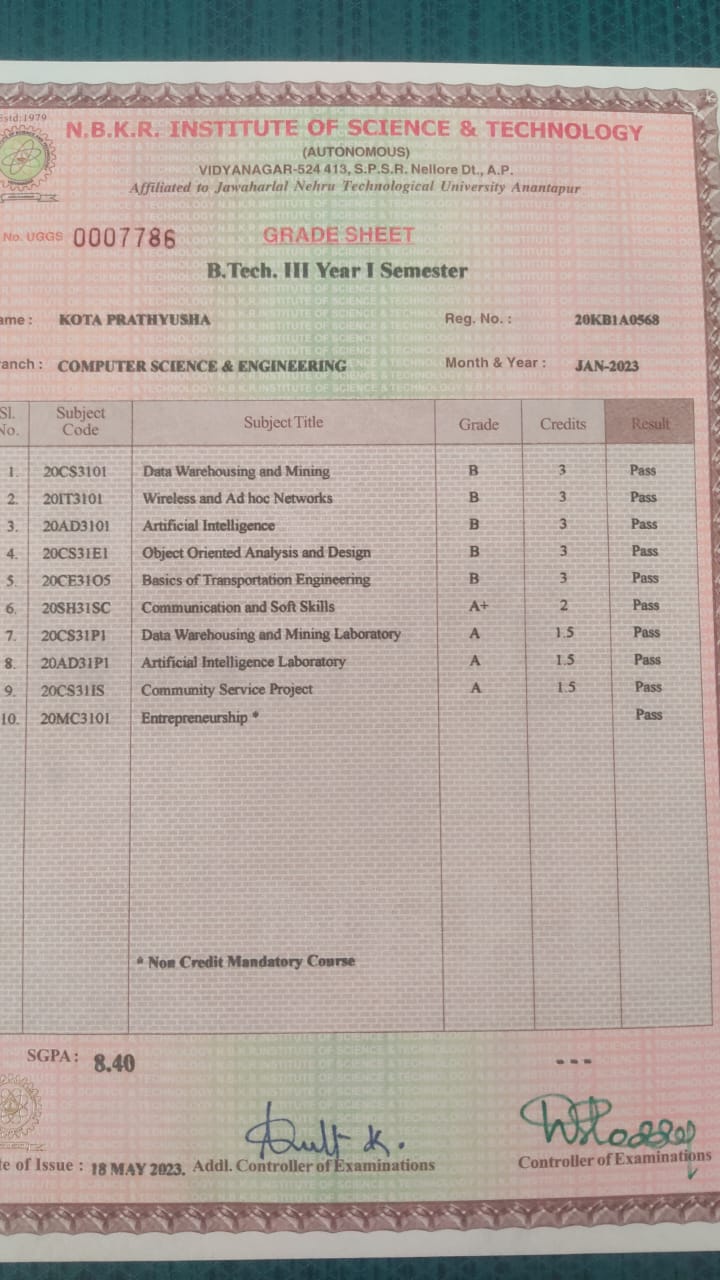 Estd:1979
N.B.K.R. INSTITUTE OF SCIENCE & TECHNOLOGY
(AUTONOMOUS)
VIDYANAGAR-524 413, S.P.S.R. Nellore Dt., A.P.
Affiliated to Jawaharlal Nehru Technological University Anantapur
No. UGGS 0007786
GRADE SHEET
B.Tech. III Year I Semester
ame : KOTA PRATHYUSHA Reg. No. : 20KB1A0568
anch : COMPUTER SCIENCE & ENGINEERING Month & Year : JAN-2023
Sl. No. Subject Code Subject Title Grade Credits Result
1. 20CS3101 Data Warehousing and Mining B 3 Pass
2. 20IT3101 Wireless and Ad hoc Networks B 3 Pass
3. 20AD3101 Artificial Intelligence B 3 Pass
4. 20CS31E1 Object Oriented Analysis and Design B 3 Pass
5. 20CE31O5 Basics of Transportation Engineering B 3 Pass
6. 20SH31SC Communication and Soft Skills A+ 2 Pass
7. 20CS31P1 Data Warehousing and Mining Laboratory A 1.5 Pass
8. 20AD31P1 Artificial Intelligence Laboratory A 1.5 Pass
9. 20CS31IS Community Service Project A 1.5 Pass
10. 20MC3101 Entrepreneurship * Pass
* Non Credit Mandatory Course
SGPA : 8.40 ---
te of Issue : 18 MAY 2023. Addl. Controller of Examinations Controller of Examinations